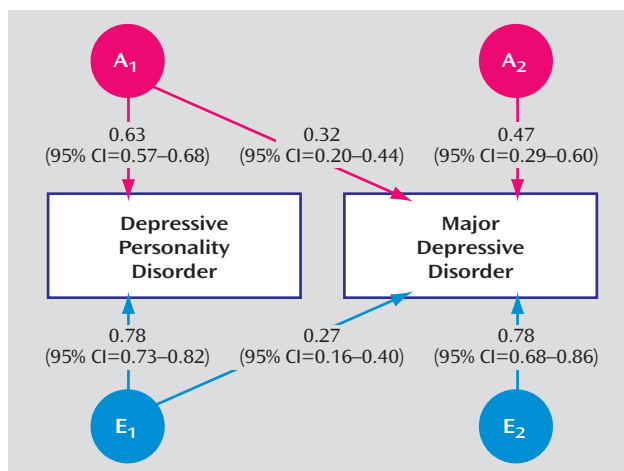 A1 A2
0.63 0.32 0.47
(95% CI=0.57–0.68) (95% CI=0.20–0.44) (95% CI=0.29–0.60)
Depressive
Personality
Disorder
Major
Depressive
Disorder
0.78 0.27 0.78
(95% CI=0.73–0.82) (95% CI=0.16–0.40) (95% CI=0.68–0.86)
E1 E2